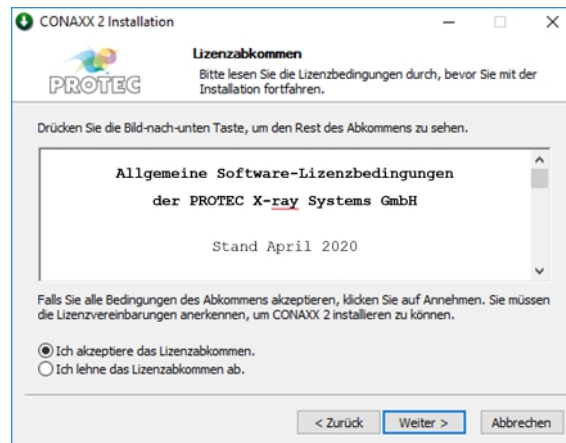 CONAXX 2 Installation
PROTEC
Lizenzabkommen
Bitte lesen Sie die Lizenzbedingungen durch, bevor Sie mit der
Installation fortfahren.
Drücken Sie die Bild-nach-unten Taste, um den Rest des Abkommens zu sehen.
Allgemeine Software-Lizenzbedingungen
der PROTEC X-ray Systems GmbH
Stand April 2020
Falls Sie alle Bedingungen des Abkommens akzeptieren, klicken Sie auf Annehmen. Sie müssen
die Lizenzvereinbarungen anerkennen, um CONAXX 2 installieren zu können.
Ich akzeptiere das Lizenzabkommen.
Ich lehne das Lizenzabkommen ab.
< Zurück Weiter > Abbrechen